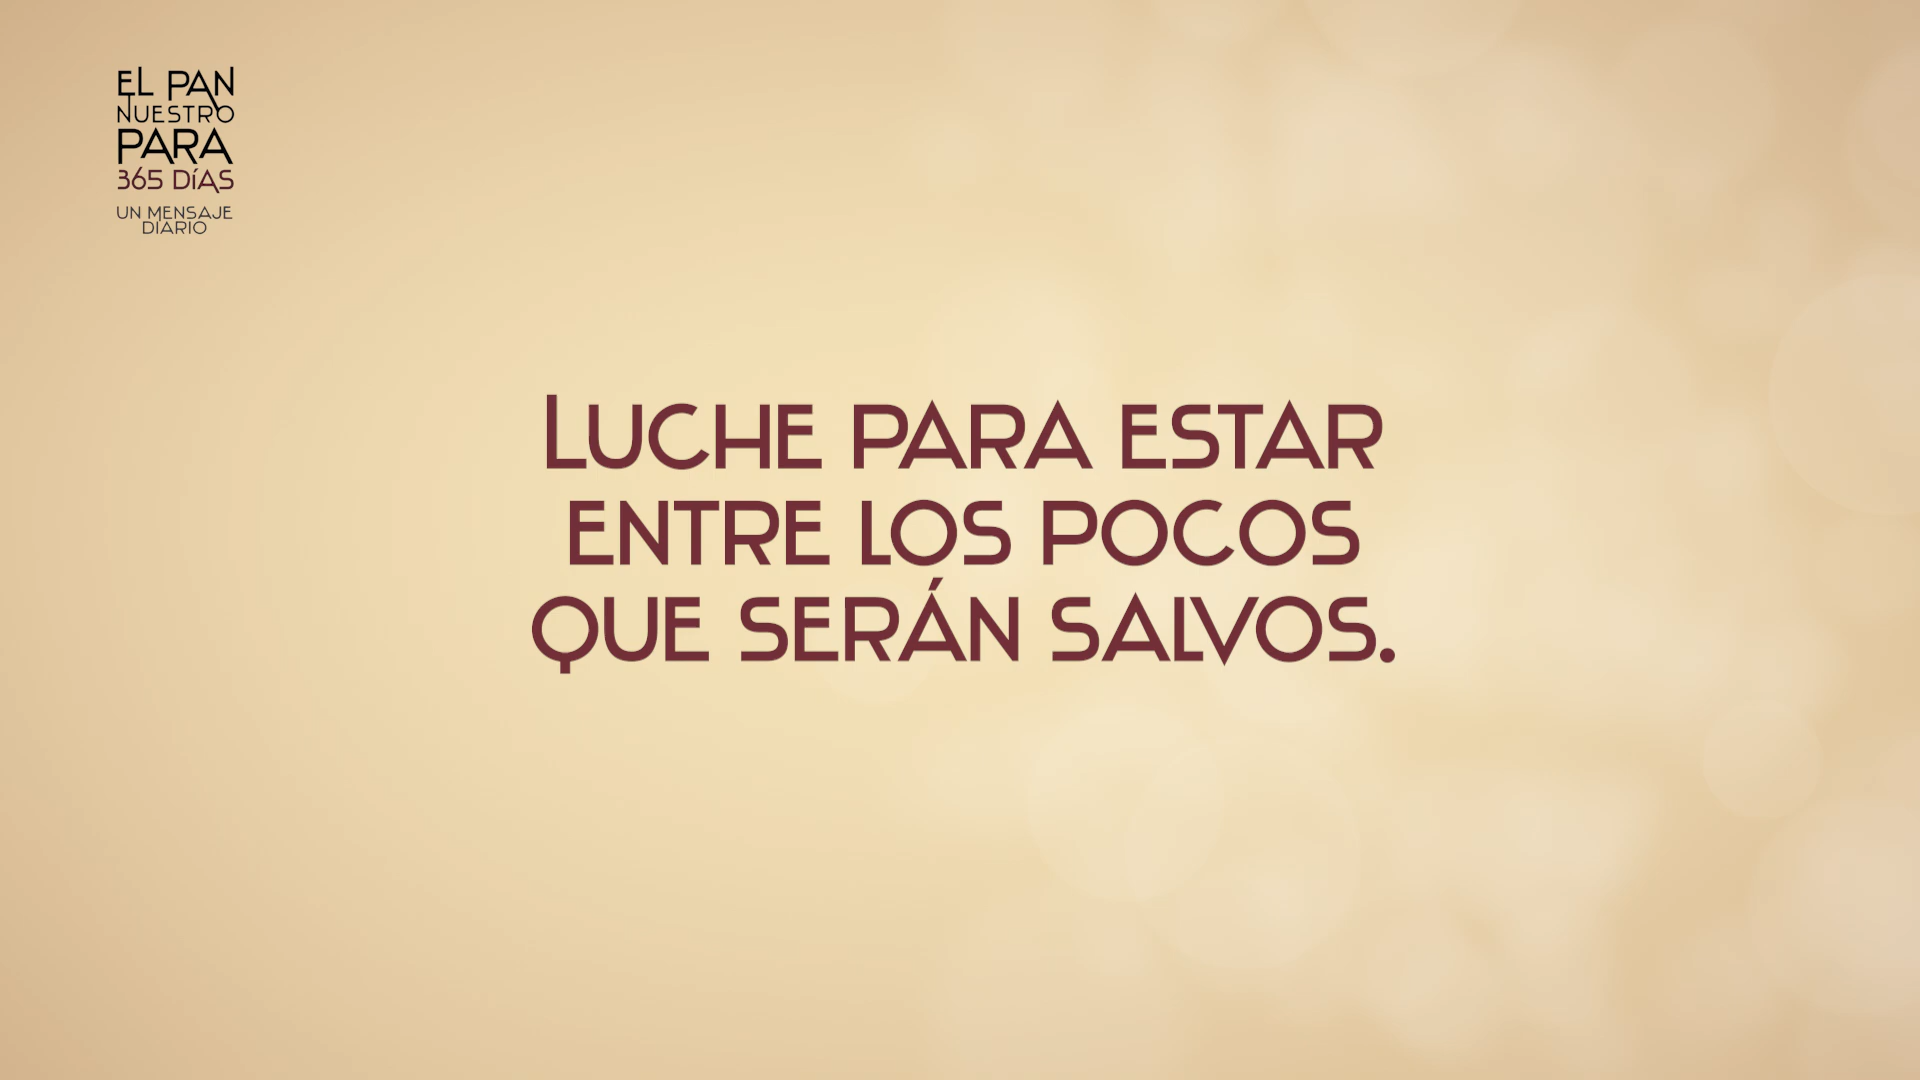 EL PAN
NUESTRO
PARA
365 DÍAS
UN MENSAJE
DIARIO
LUCHE PARA ESTAR
ENTRE LOS POCOS
QUE SERÁN SALVOS.